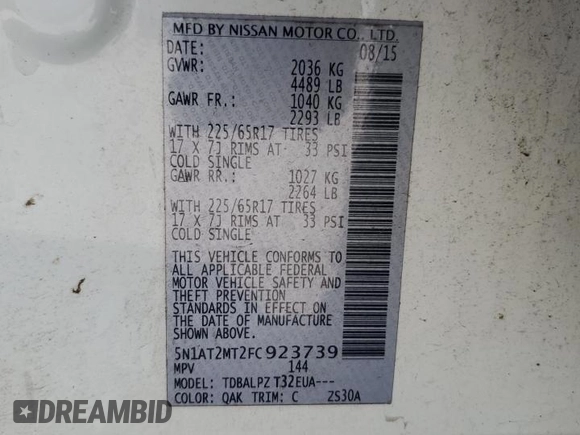 MFD BY NISSAN MOTOR CO., LTD.
DATE: 08/15
GVWR: 2036 KG
4489 LB
GAWR FR.: 1040 KG
2293 LB
WITH 225/65R17 TIRES
17 X 7J RIMS AT 33 PSI
COLD SINGLE
GAWR RR.: 1027 KG
2264 LB
WITH 225/65R17 TIRES
17 X 7J RIMS AT 33 PSI
COLD SINGLE
THIS VEHICLE CONFORMS TO
ALL APPLICABLE FEDERAL
MOTOR VEHICLE SAFETY AND
THEFT PREVENTION
STANDARDS IN EFFECT ON
THE DATE OF MANUFACTURE
SHOWN ABOVE.
5N1AT2MT2FC923739
MPV 144
MODEL: TDBALPZ T32EUA---
COLOR: QAK TRIM: C ZS30A
AUTOBIDMASTER